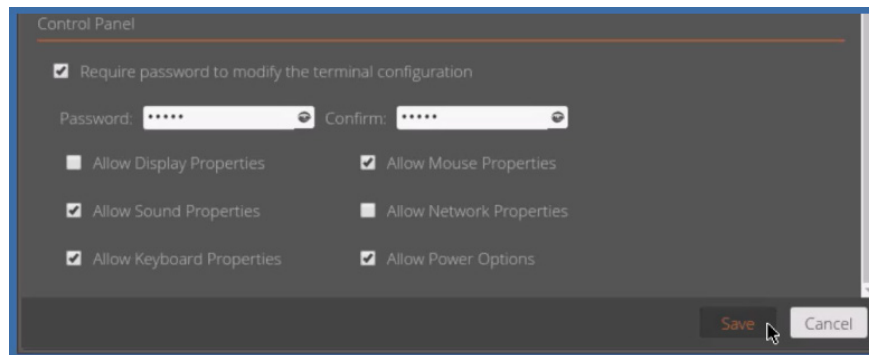 Control Panel
Require password to modify the terminal configuration
Password: ••••• Confirm: •••••
Allow Display Properties Allow Mouse Properties
Allow Sound Properties Allow Network Properties
Allow Keyboard Properties Allow Power Options
Save Cancel